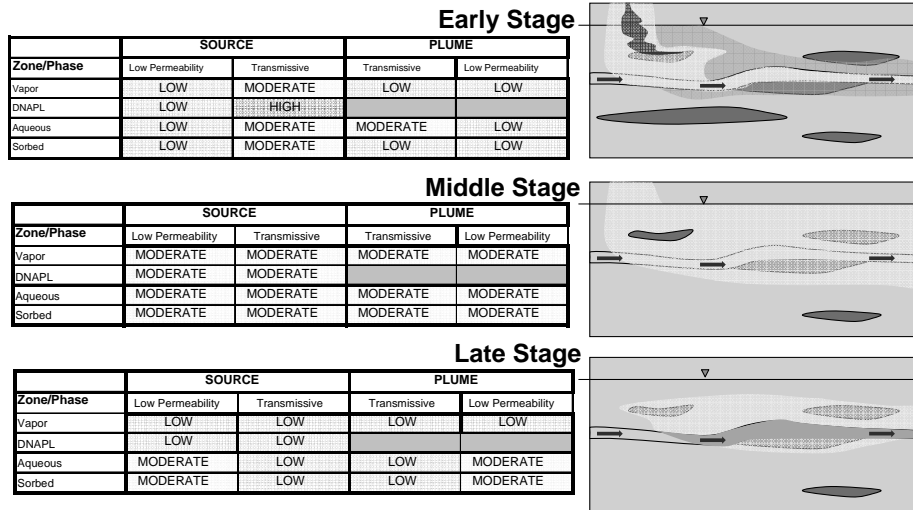 Early Stage
SOURCE PLUME
Zone/Phase Low Permeability Transmissive Transmissive Low Permeability
Vapor LOW MODERATE LOW LOW
DNAPL LOW HIGH
Aqueous LOW MODERATE MODERATE LOW
Sorbed LOW MODERATE LOW LOW
Middle Stage
SOURCE PLUME
Zone/Phase Low Permeability Transmissive Transmissive Low Permeability
Vapor MODERATE MODERATE MODERATE MODERATE
DNAPL MODERATE MODERATE
Aqueous MODERATE MODERATE MODERATE MODERATE
Sorbed MODERATE MODERATE MODERATE MODERATE
Late Stage
SOURCE PLUME
Zone/Phase Low Permeability Transmissive Transmissive Low Permeability
Vapor LOW LOW LOW LOW
DNAPL LOW LOW
Aqueous MODERATE LOW LOW MODERATE
Sorbed MODERATE LOW LOW MODERATE